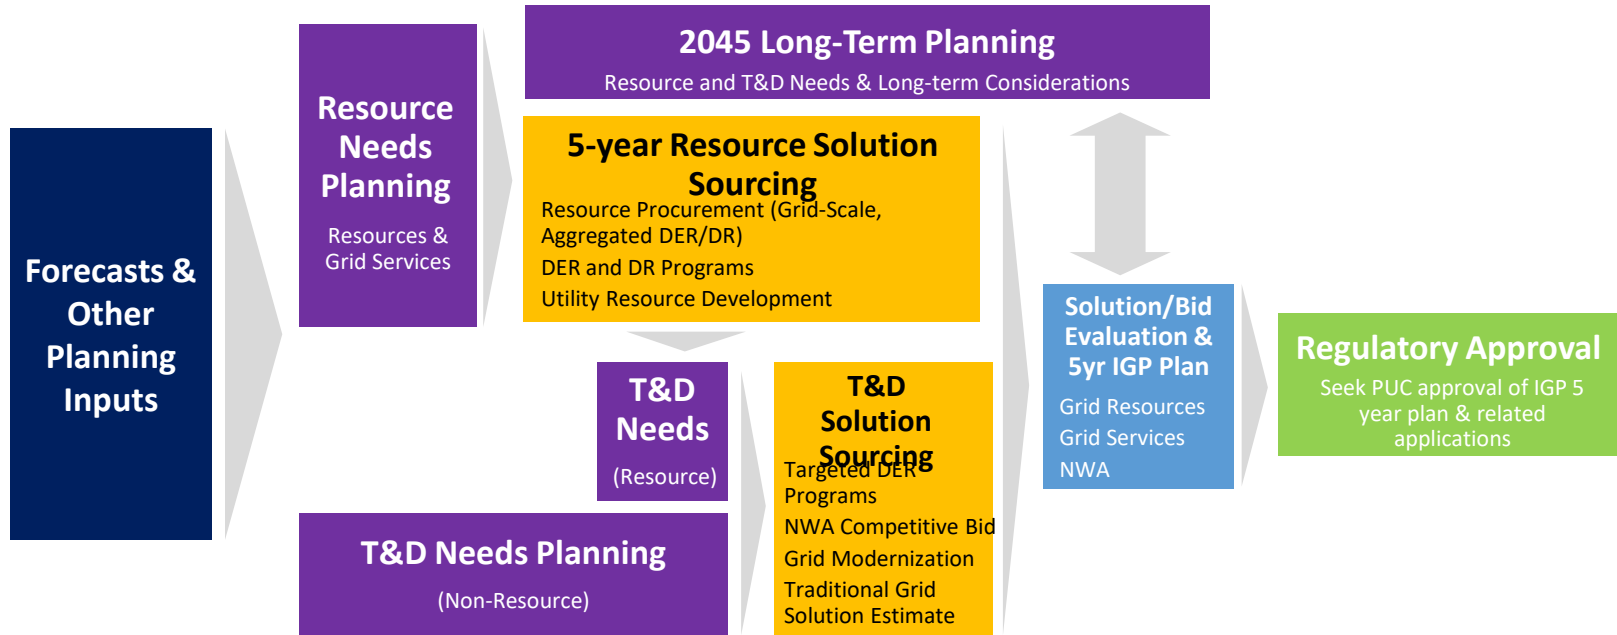 Forecasts &
Other
Planning
Inputs
Resource
Needs
Planning
Resources &
Grid Services
2045 Long-Term Planning
Resource and T&D Needs & Long-term Considerations
5-year Resource Solution
Sourcing
Resource Procurement (Grid-Scale,
Aggregated DER/DR)
DER and DR Programs
Utility Resource Development
T&D
Needs
(Resource)
T&D Needs Planning
(Non-Resource)
T&D
Solution
Sourcing
Targeted DER
Programs
NWA Competitive Bid
Grid Modernization
Traditional Grid
Solution Estimate
Solution/Bid
Evaluation &
5yr IGP Plan
Grid Resources
Grid Services
NWA
Regulatory Approval
Seek PUC approval of IGP 5
year plan & related
applications